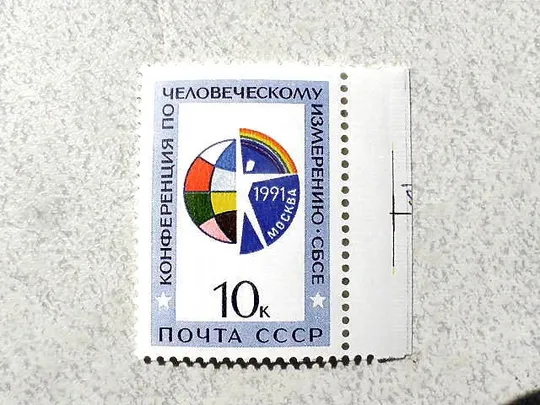 КОНФЕРЕНЦИЯ ПО
ЧЕЛОВЕЧЕСКОМУ
ИЗМЕРЕНИЮ · СБСЕ
1991
МОСКВА
10к
ПОЧТА СССР